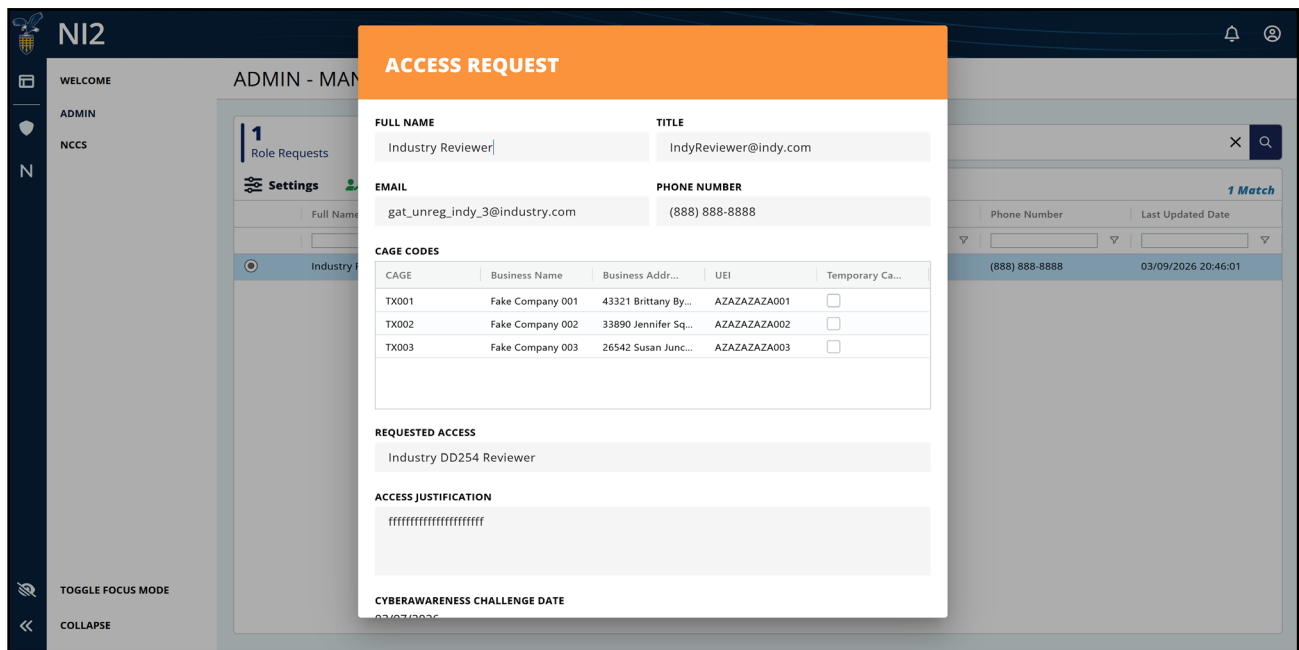 NI2
WELCOME
ADMIN
NCCS
TOGGLE FOCUS MODE
COLLAPSE
ADMIN - MAN
1
Role Requests
Settings
1 Match
Full Name
Phone Number
Last Updated Date
Industry
(888) 888-8888
03/09/2026 20:46:01
ACCESS REQUEST
FULL NAME
Industry Reviewer
TITLE
IndyReviewer@indy.com
EMAIL
gat_unreg_indy_3@industry.com
PHONE NUMBER
(888) 888-8888
CAGE CODES
CAGE Business Name Business Addr... UEI Temporary Ca...
TX001 Fake Company 001 43321 Brittany By... AZAZAZAZA001
TX002 Fake Company 002 33890 Jennifer Sq... AZAZAZAZA002
TX003 Fake Company 003 26542 Susan Junc... AZAZAZAZA003
REQUESTED ACCESS
Industry DD254 Reviewer
ACCESS JUSTIFICATION
ffffffffffffffffffffff
CYBERAWARENESS CHALLENGE DATE